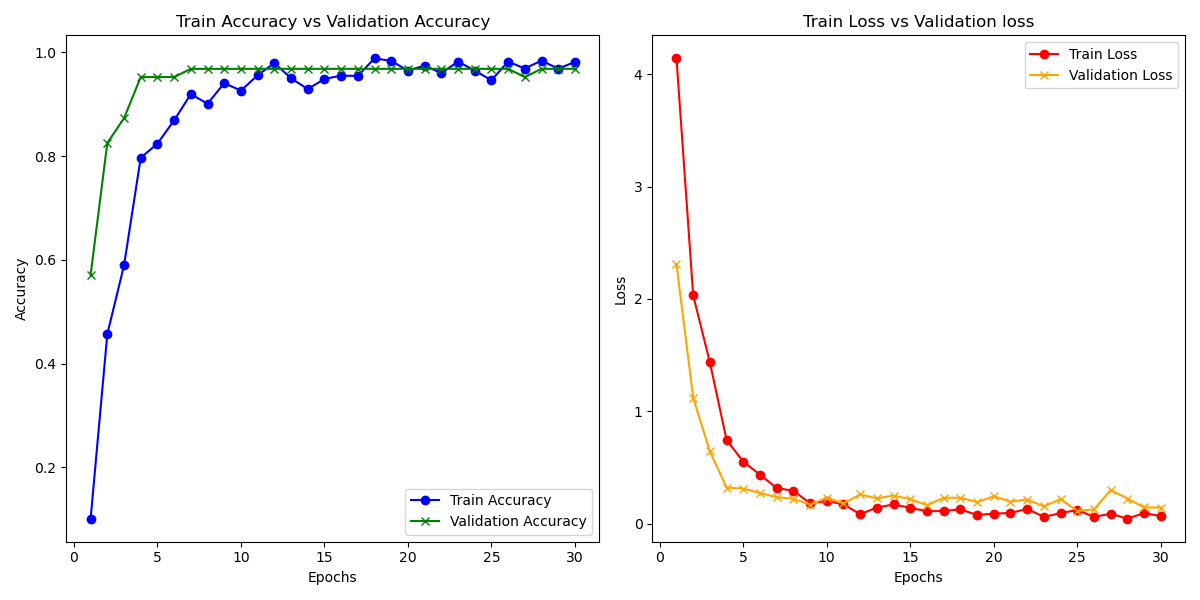 Train Accuracy vs Validation Accuracy
1.0
0.8
0.6
0.4
0.2
Accuracy
Train Accuracy
Validation Accuracy
0
5
10
15
20
25
30
Epochs
Train Loss vs Validation loss
4
3
2
1
0
Loss
Train Loss
Validation Loss
0
5
10
15
20
25
30
Epochs